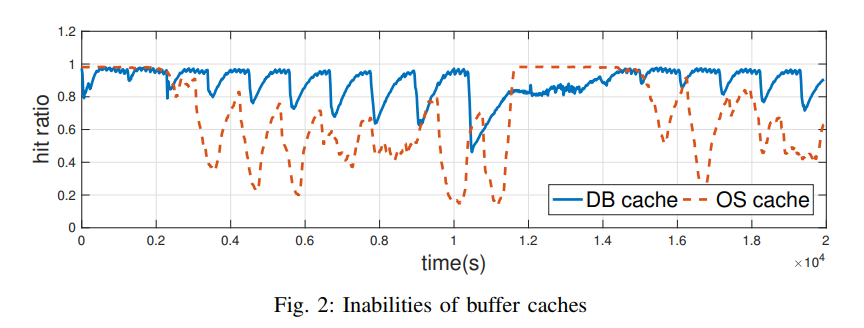 1.2
1
0.8
0.6
0.4
0.2
0
hit ratio
DB cache OS cache
0 0.2 0.4 0.6 0.8 1 1.2 1.4 1.6 1.8 2
×10⁴
time(s)
Fig. 2: Inabilities of buffer caches